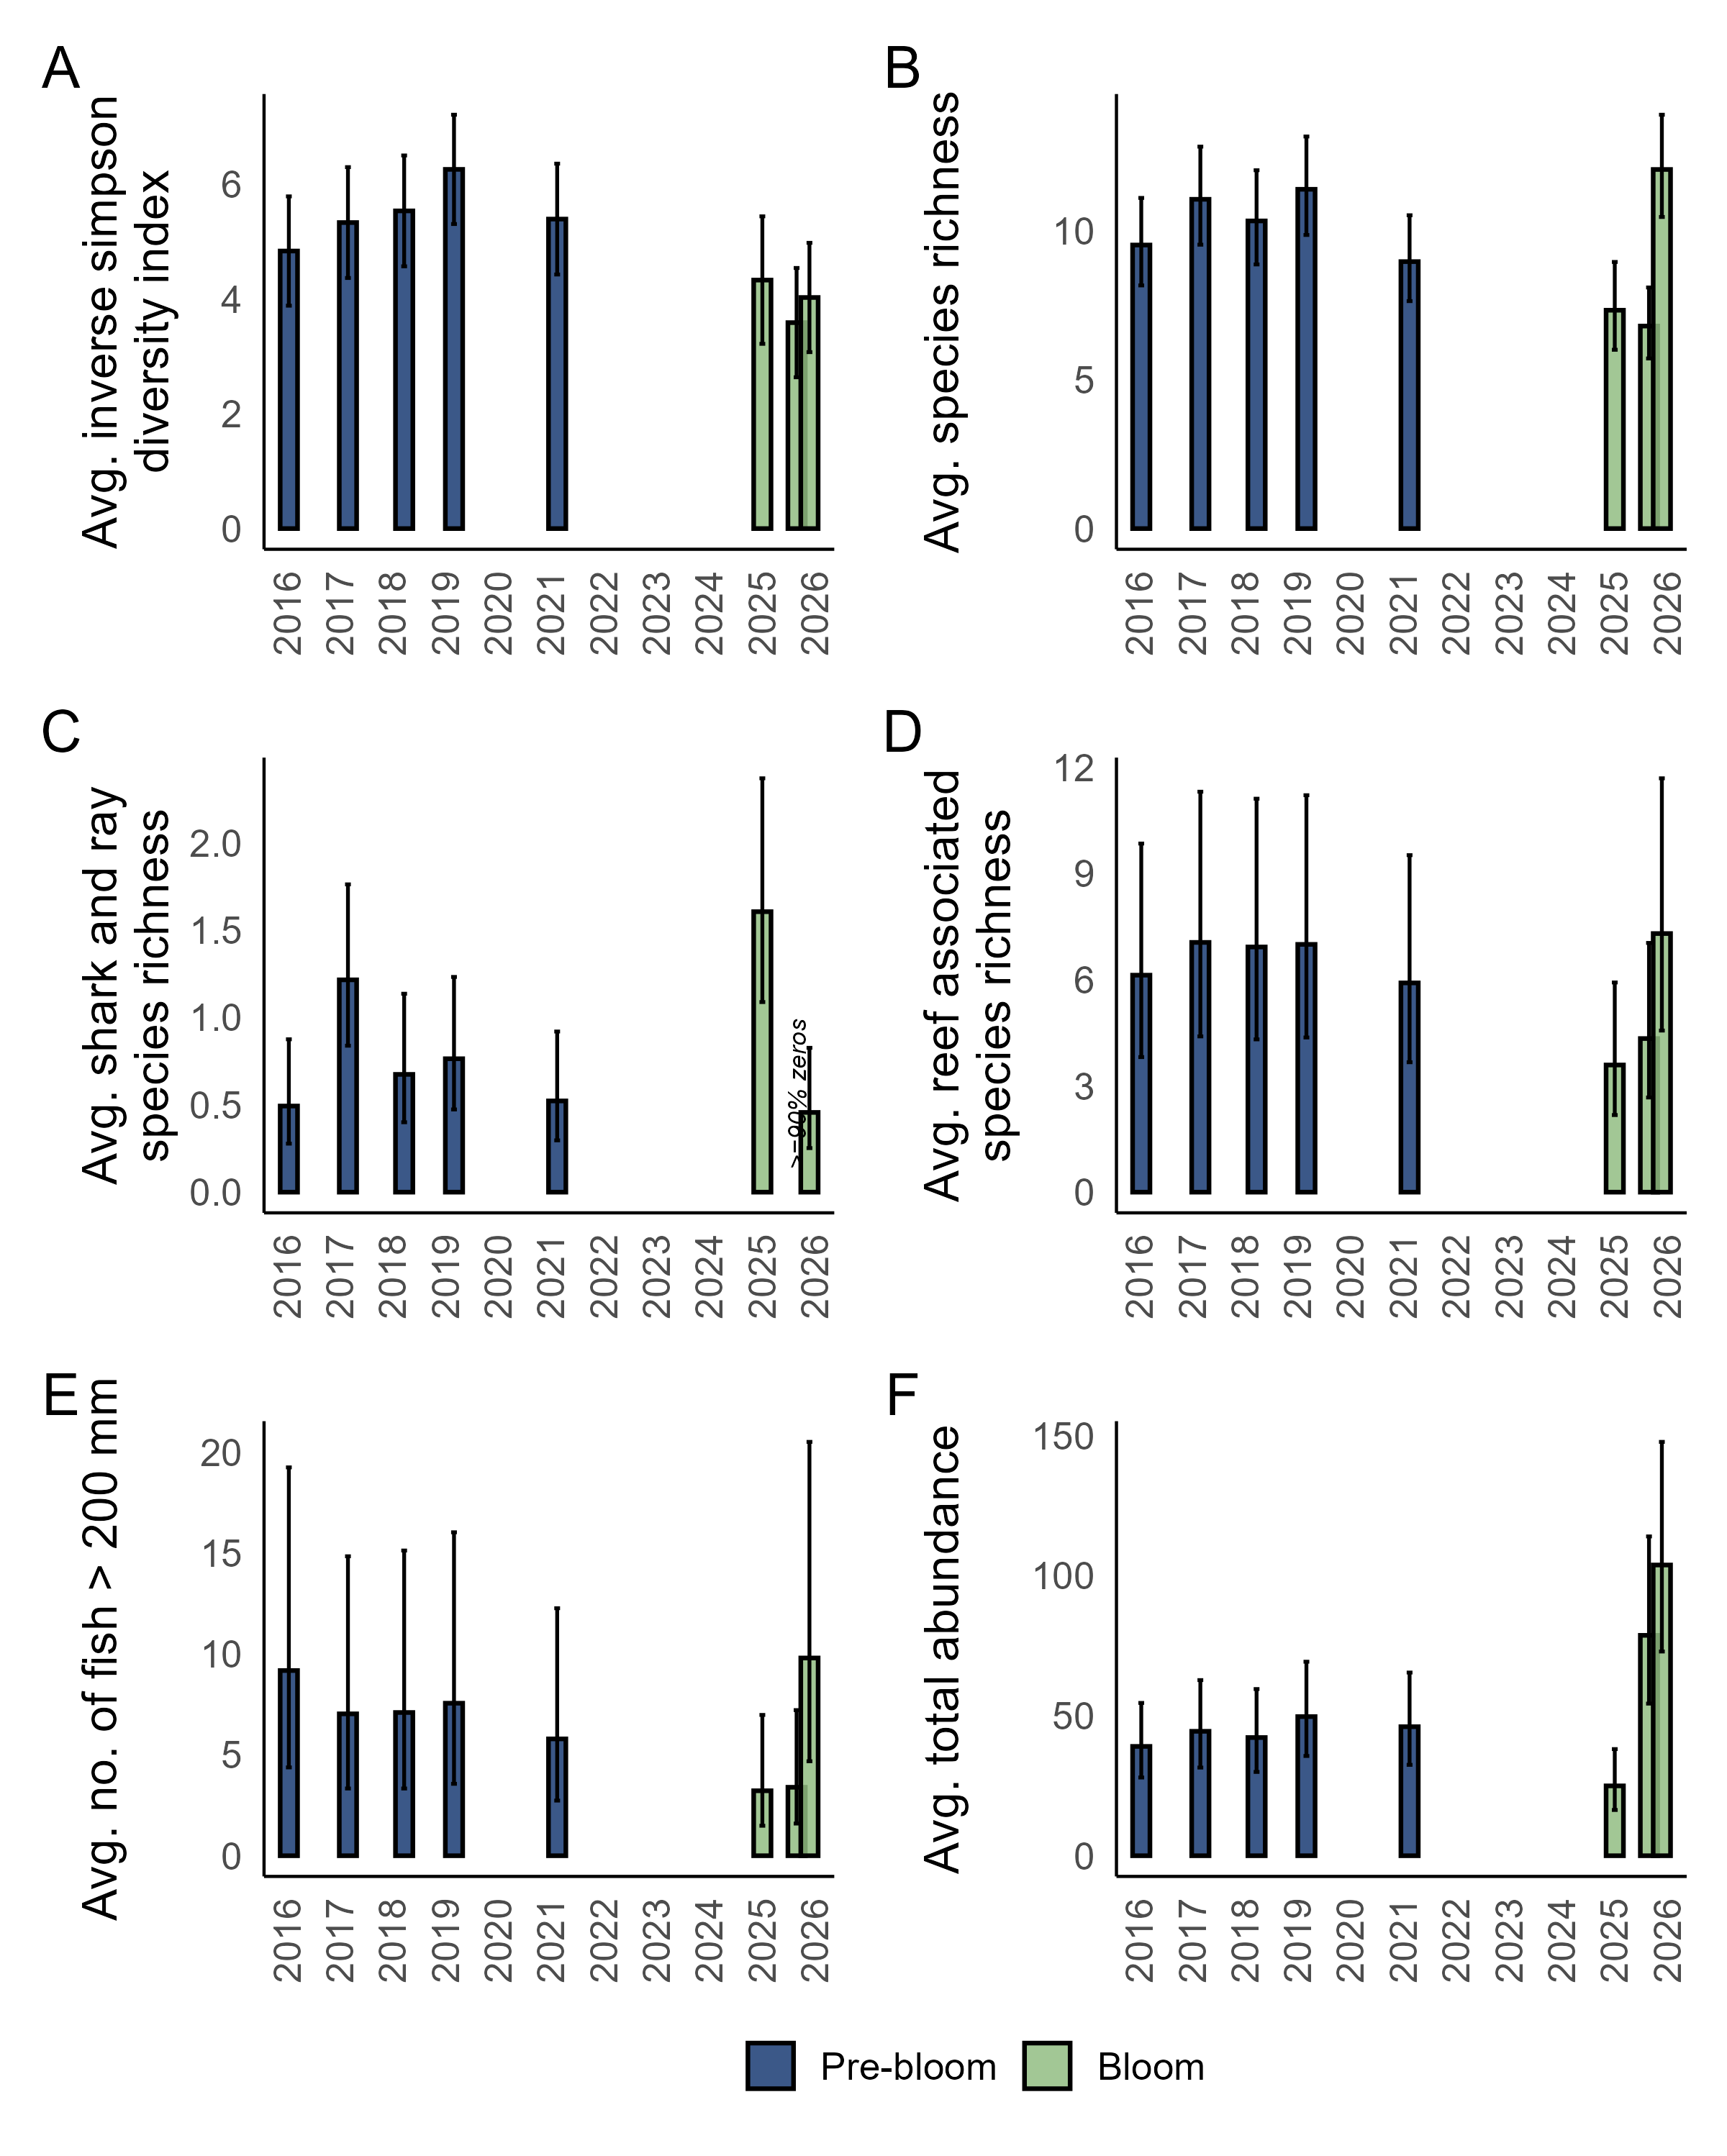 A
Avg. inverse simpson
diversity index
6
4
2
0
2016 2017 2018 2019 2020 2021 2022 2023 2024 2025 2026
B
Avg. species richness
10
5
0
2016 2017 2018 2019 2020 2021 2022 2023 2024 2025 2026
C
Avg. shark and ray
species richness
2.0
1.5
1.0
0.5
0.0
>=90% zeros
2016 2017 2018 2019 2020 2021 2022 2023 2024 2025 2026
D
Avg. reef associated
species richness
12
9
6
3
0
2016 2017 2018 2019 2020 2021 2022 2023 2024 2025 2026
E
Avg. no. of fish > 200 mm
20
15
10
5
0
2016 2017 2018 2019 2020 2021 2022 2023 2024 2025 2026
F
Avg. total abundance
150
100
50
0
2016 2017 2018 2019 2020 2021 2022 2023 2024 2025 2026
Pre-bloom Bloom